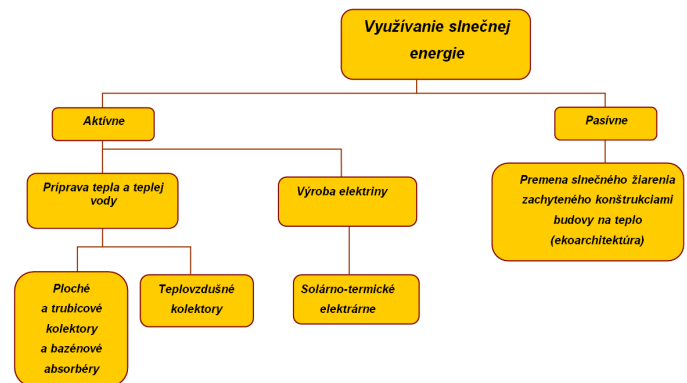 Využívanie slnečnej
energie
Aktívne
Pasívne
Príprava tepla a teplej
vody
Výroba elektriny
Premena slnečného žiarenia
zachyteného konštrukciami
budovy na teplo
(ekoarchitektúra)
Ploché
a trubicové
kolektory
a bazénové
absorbéry
Teplovzdušné
kolektory
Solárno-termické
elektrárne